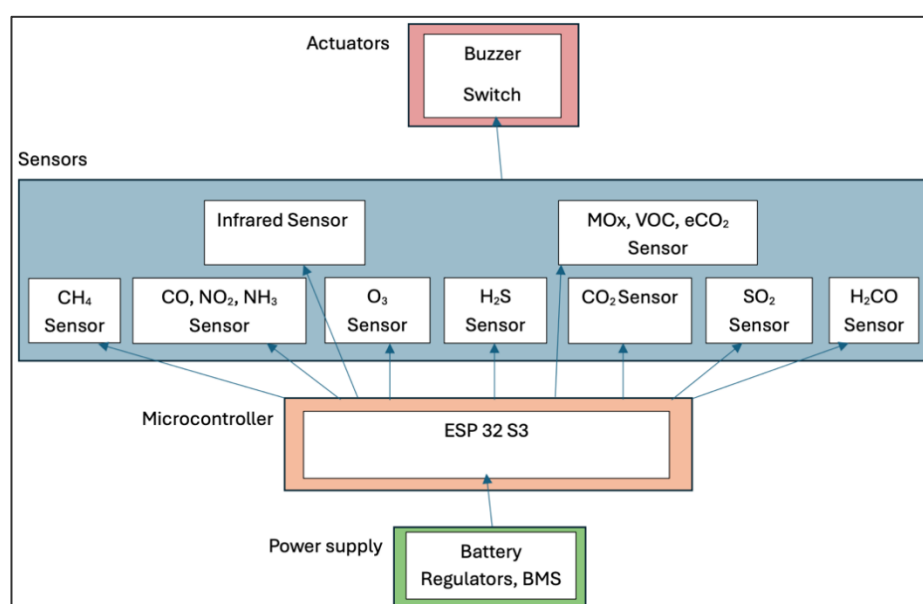 Actuators
Buzzer
Switch
Sensors
Infrared Sensor
MOx, VOC, eCO₂
Sensor
CH₄
Sensor
CO, NO₂, NH₃
Sensor
O₃
Sensor
H₂S
Sensor
CO₂ Sensor
SO₂
Sensor
H₂CO
Sensor
Microcontroller
ESP 32 S3
Power supply
Battery
Regulators, BMS